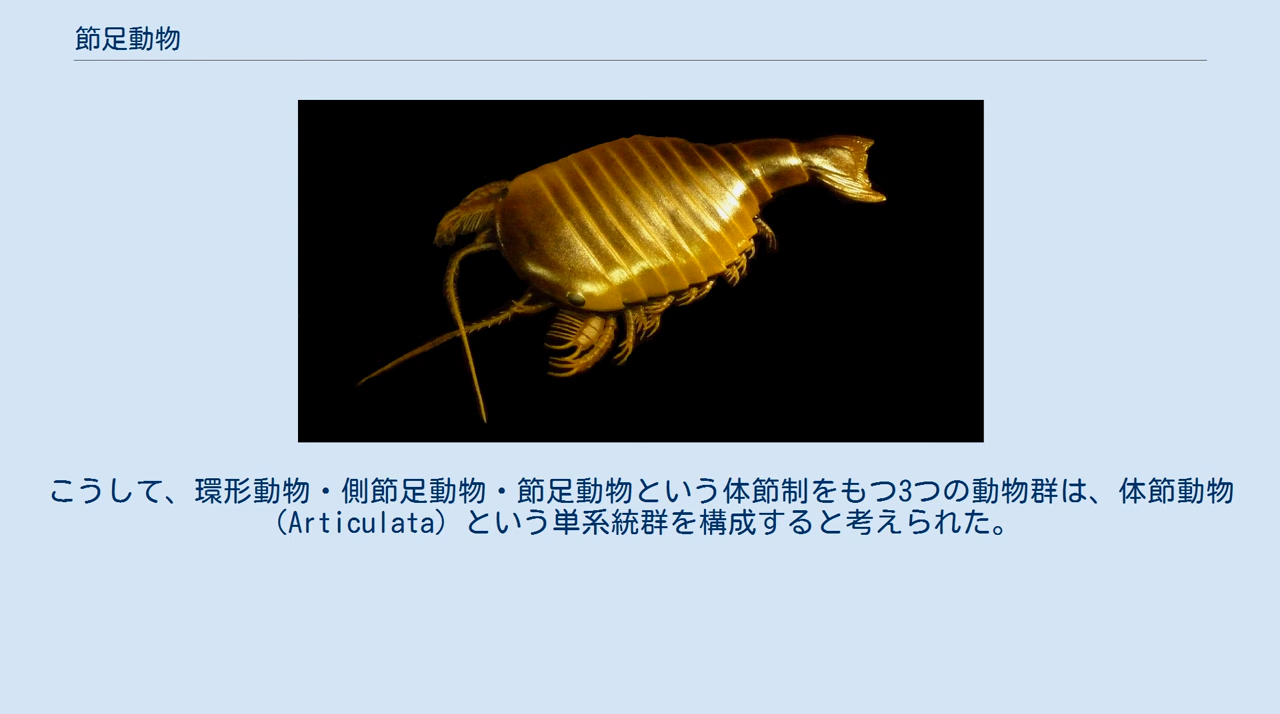 節足動物
こうして、環形動物・側節足動物・節足動物という体節制をもつ3つの動物群は、体節動物
（Articulata）という単系統群を構成すると考えられた。